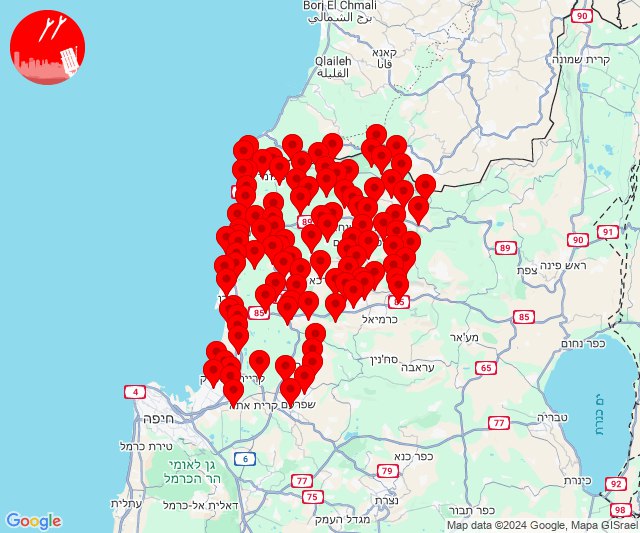 Borj El Chmali
برج الشمالي
90
Qlaileh
القليلة
كانا
قانا
קרית שמונה
89
91
90
89
צפת
ראש פינה
85
85
85
כרמיאל
כפר נחום
מע'אר
סח'נין
65
עראבה
4
חיפה
קרית אתא
שפרעם
טבריה
ים כנרת
77
טירת כרמל
6
גן לאומי
הר הכרמל
כפר כנא
79
77
כינרת
75
נצרת
92
עתלית
דאלית אל-כרמל
מגדל העמק
כפר תבור
98
Google
Map data ©2024 Google, Mapa GISrael